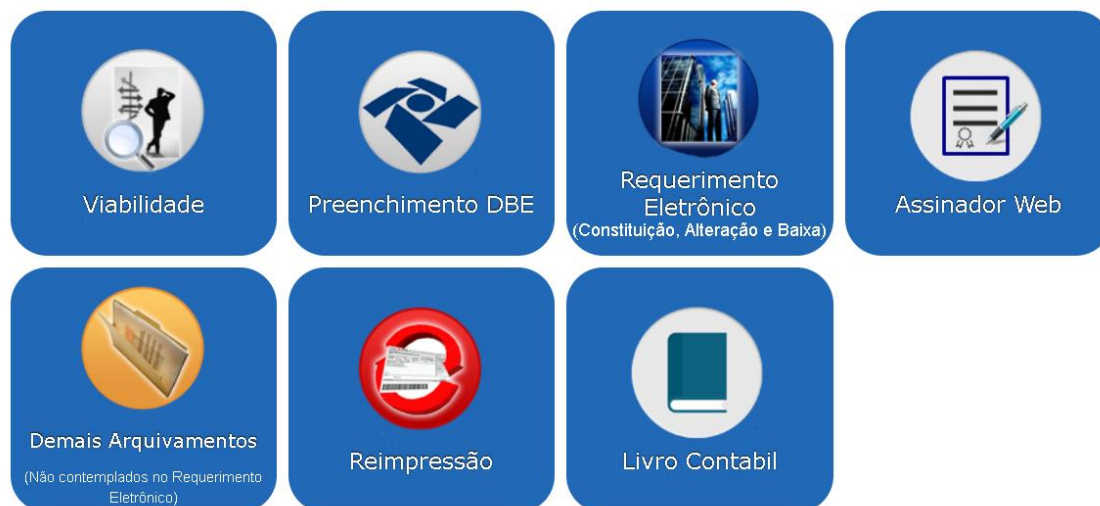 Viabilidade
Preenchimento DBE
Requerimento
Eletrônico
(Constituição, Alteração e Baixa)
Assinador Web
Demais Arquivamentos
(Não contemplados no Requerimento
Eletrônico)
Reimpressão
Livro Contabil